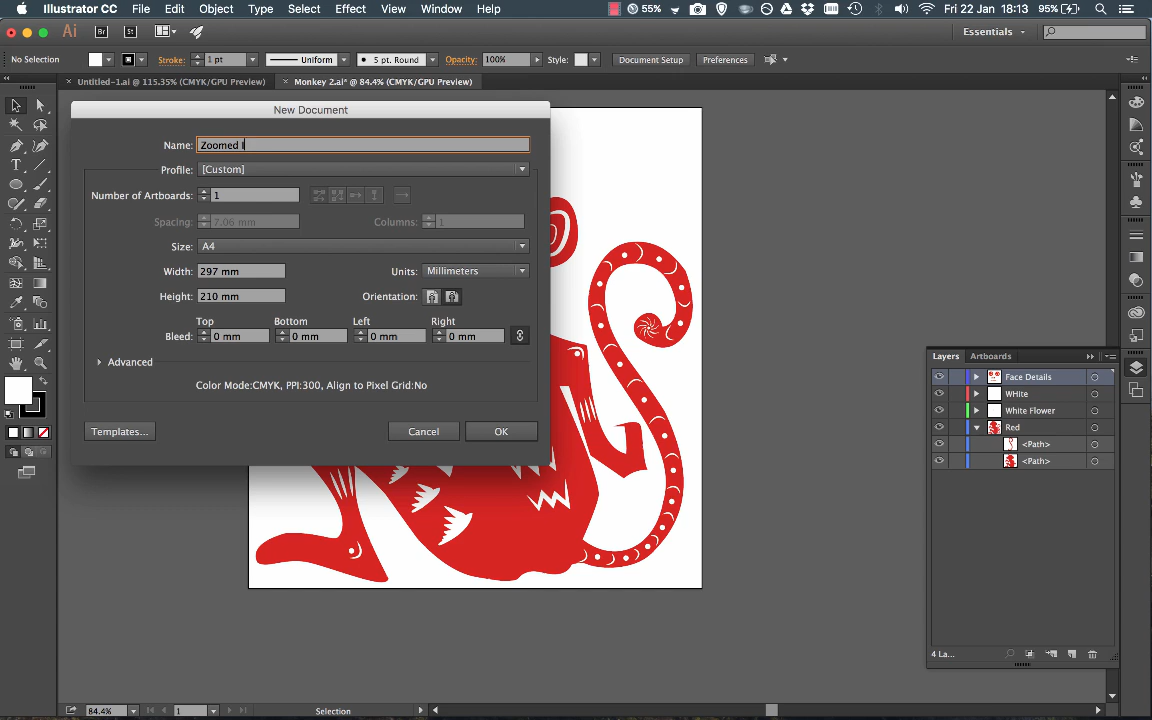 Illustrator CC File Edit Object Type Select Effect View Window Help 55% Fri 22 Jan 18:13 95%
Ai Br St Essentials
No Selection Stroke: 1 pt Uniform 5 pt. Round Opacity: 100% Style: Document Setup Preferences
× Untitled-1.ai @ 115.35% (CMYK/GPU Preview) × Monkey 2.ai* @ 84.4% (CMYK/GPU Preview)
New Document
Name: Zoomed I
Profile: [Custom]
Number of Artboards: 1
Spacing: 7.06 mm Columns: 1
Size: A4
Width: 297 mm Units: Millimeters
Height: 210 mm Orientation:
Top Bottom Left Right
Bleed: 0 mm 0 mm 0 mm 0 mm
Advanced
Color Mode:CMYK, PPI:300, Align to Pixel Grid:No
Templates... Cancel OK
Layers Artboards
Face Details
WHite
White Flower
Red
<Path>
<Path>
4 La...
84.4% 1 Selection